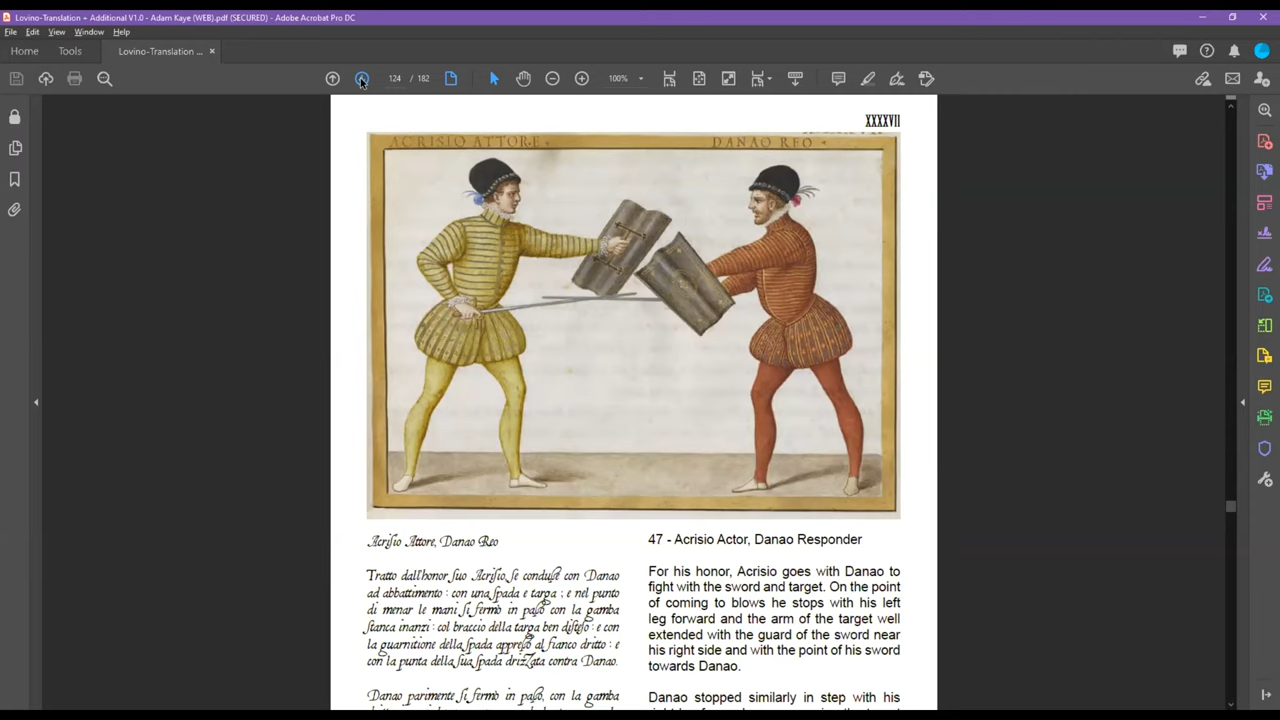 Lovino-Translation + Additional V1.0 - Adam Kaye (WEB).pdf (SECURED) - Adobe Acrobat Pro DC
File Edit View Window Help
Home Tools Lovino-Translation ... ×
124 / 182 100%
XXXXVII
ACRISIO ATTORE · DANAO REO ·
Acrisio Attore, Danao Reo
Tratto dall'honor suo Acrisio se conduse con Danao
ad abbattimento: con una spada e targa; e nel punto
di menar le mani si fermò in paßo con la gamba
stanca inanzi: col braccio della targa ben disteso: e con
la guarnitione della spada appreßo al fianco dritto: e
con la punta della sua spada drizzata contra Danao.
Danao parimente si fermò in paßo, con la gamba
47 - Acrisio Actor, Danao Responder
For his honor, Acrisio goes with Danao to
fight with the sword and target. On the point
of coming to blows he stops with his left
leg forward and the arm of the target well
extended with the guard of the sword near
his right side and with the point of his sword
towards Danao.
Danao stopped similarly in step with his